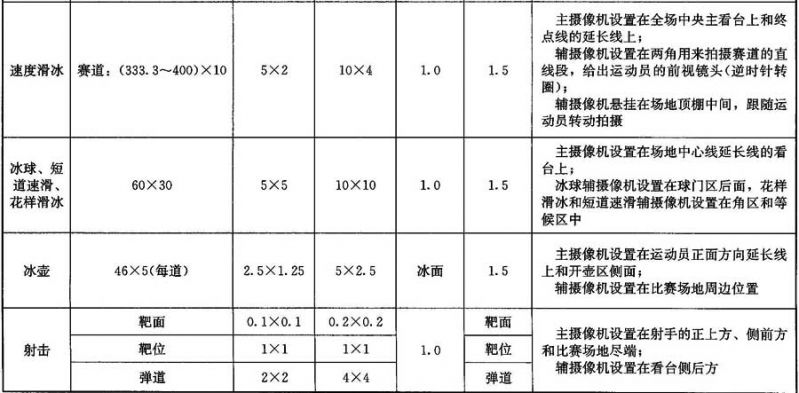 主摄像机设置在全场中央主看台上和终
点线的延长线上；
速度滑冰 赛道：(333.3～400)×10 5×2 10×4 1.0 1.5
辅摄像机设置在两角用来拍摄赛道的直
线段，给出运动员的前视镜头(逆时针转
圈)；
辅摄像机悬挂在场地顶棚中间，跟随运
动员转动拍摄
冰球、短
道速滑、
花样滑冰
60×30 5×5 10×10 1.0 1.5
主摄像机设置在场地中心线延长线的看
台上；
冰球辅摄像机设置在球门区后面，花样
滑冰和短道速滑辅摄像机设置在角区和等
候区中
冰壶 46×5(每道) 2.5×1.25 5×2.5 冰面 1.5
主摄像机设置在运动员正面方向延长线
上和开壶区侧面；
辅摄像机设置在比赛场地周边位置
射击
靶面 0.1×0.1 0.2×0.2 靶面
靶位 1×1 1×1 1.0 靶位
弹道 2×2 4×4 弹道
主摄像机设置在射手的正上方、侧前方
和比赛场地尽端；
辅摄像机设置在看台侧后方